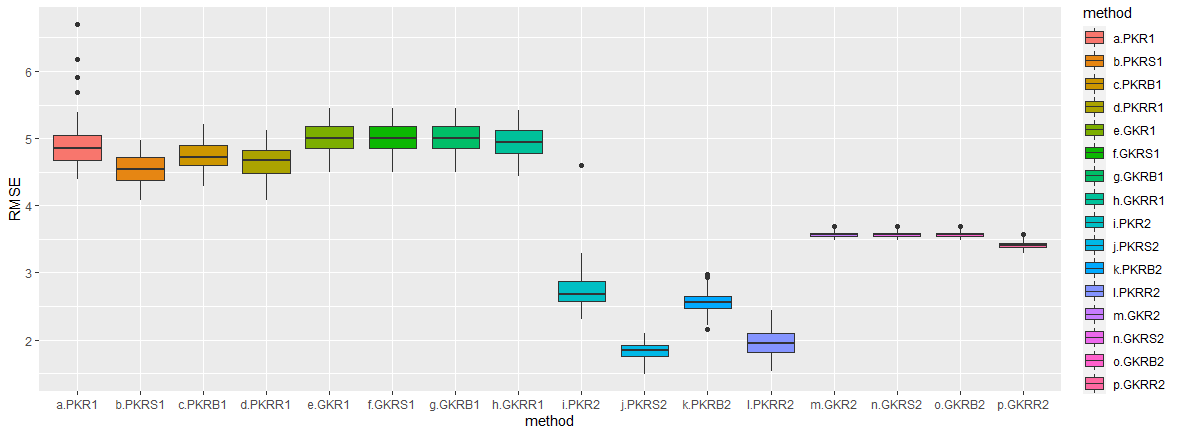 RMSE
6
5
4
3
2
a.PKR1 b.PKRS1 c.PKRB1 d.PKRR1 e.GKR1 f.GKRS1 g.GKRB1 h.GKRR1 i.PKR2 j.PKRS2 k.PKRB2 l.PKRR2 m.GKR2 n.GKRS2 o.GKRB2 p.GKRR2
method
method
a.PKR1
b.PKRS1
c.PKRB1
d.PKRR1
e.GKR1
f.GKRS1
g.GKRB1
h.GKRR1
i.PKR2
j.PKRS2
k.PKRB2
l.PKRR2
m.GKR2
n.GKRS2
o.GKRB2
p.GKRR2